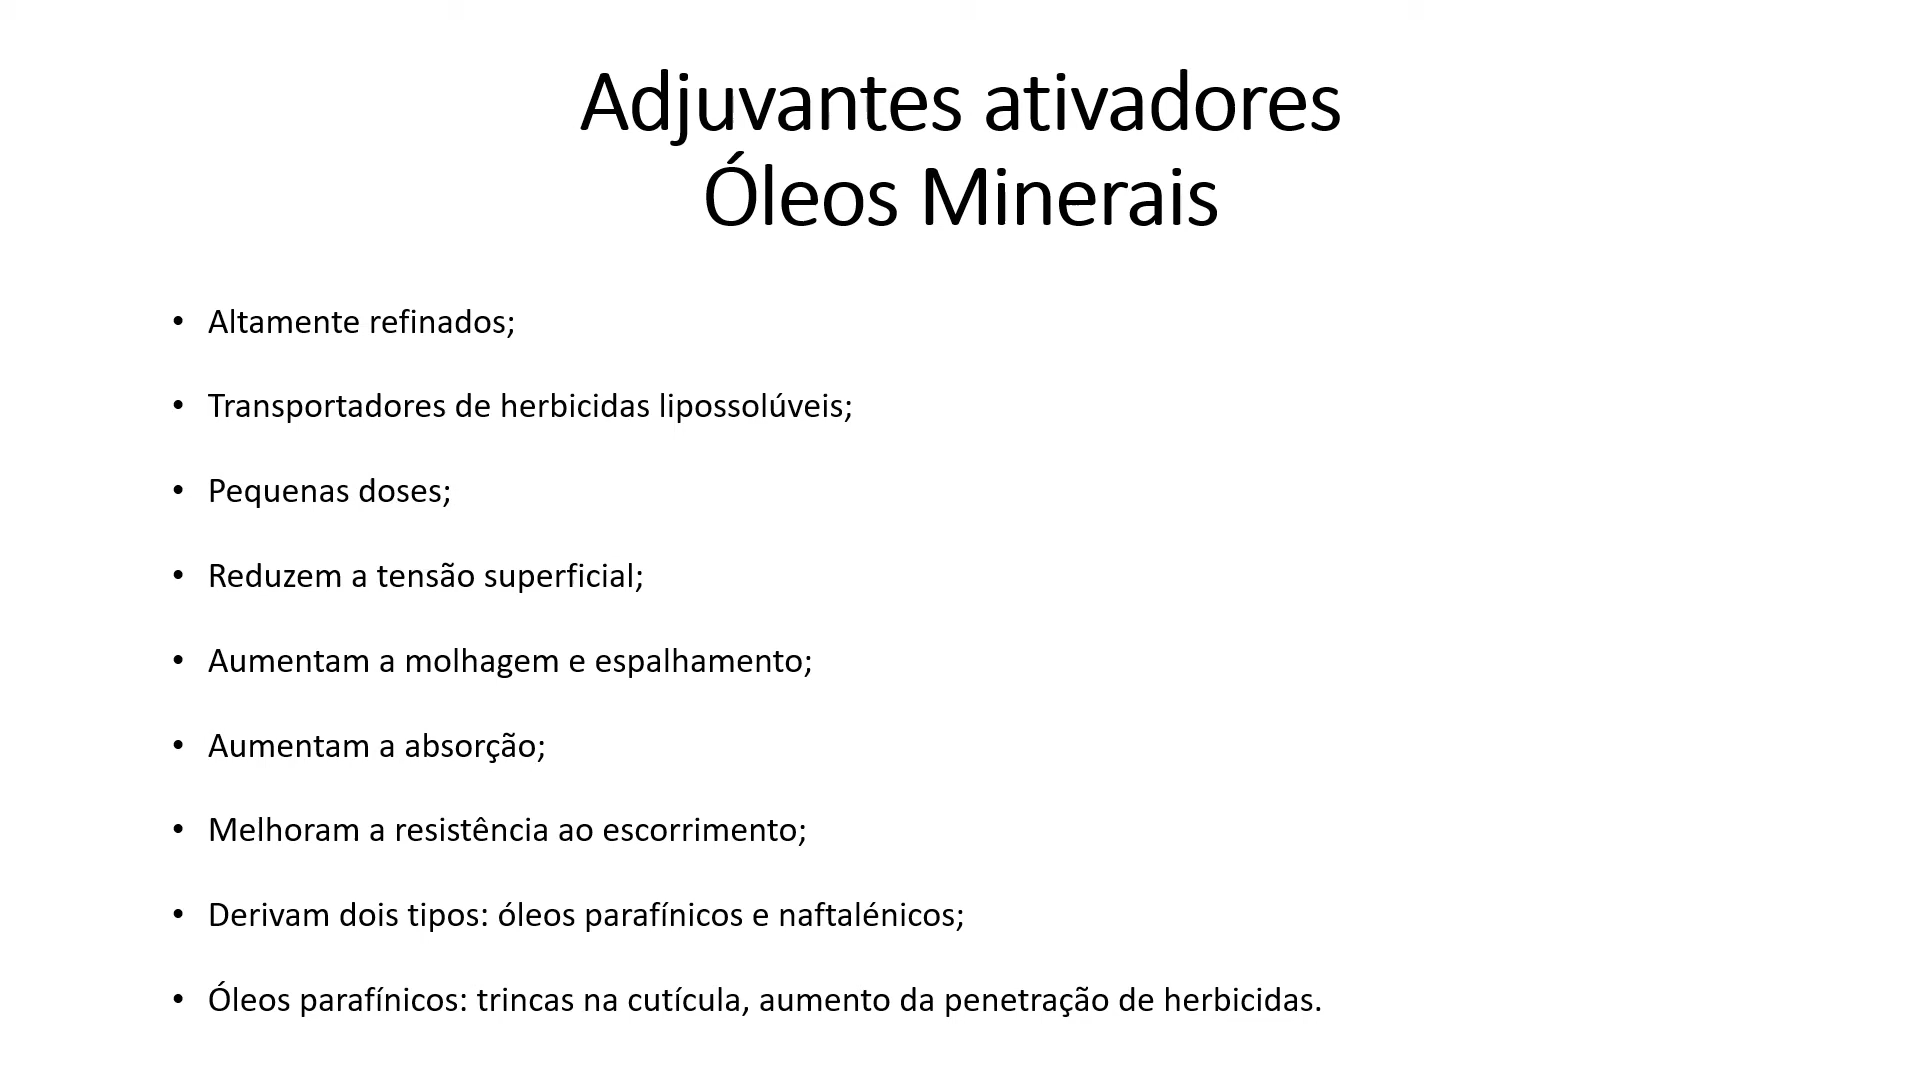 Adjuvantes ativadores
Óleos Minerais
• Altamente refinados;
• Transportadores de herbicidas lipossolúveis;
• Pequenas doses;
• Reduzem a tensão superficial;
• Aumentam a molhagem e espalhamento;
• Aumentam a absorção;
• Melhoram a resistência ao escorrimento;
• Derivam dois tipos: óleos parafínicos e naftalénicos;
• Óleos parafínicos: trincas na cutícula, aumento da penetração de herbicidas.